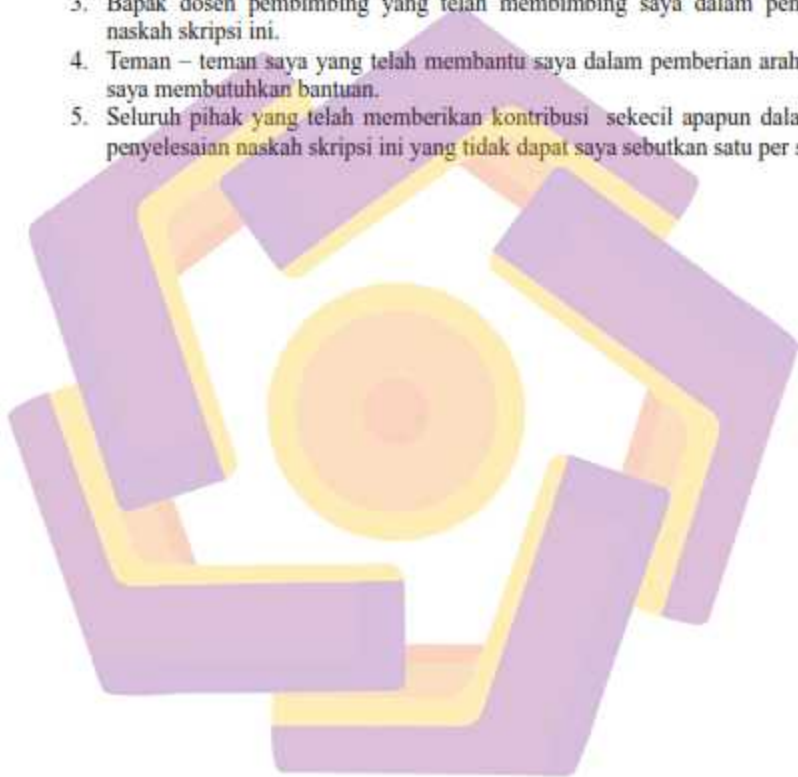 3. Bapak dosen pembimbing yang telah membimbing saya dalam
naskah skripsi ini.
4. Teman – teman saya yang telah membantu saya dalam pemberian
saya membutuhkan bantuan.
5. Seluruh pihak yang telah memberikan kontribusi sekecil apapun
penyelesaian naskah skripsi ini yang tidak dapat saya sebutkan satu per